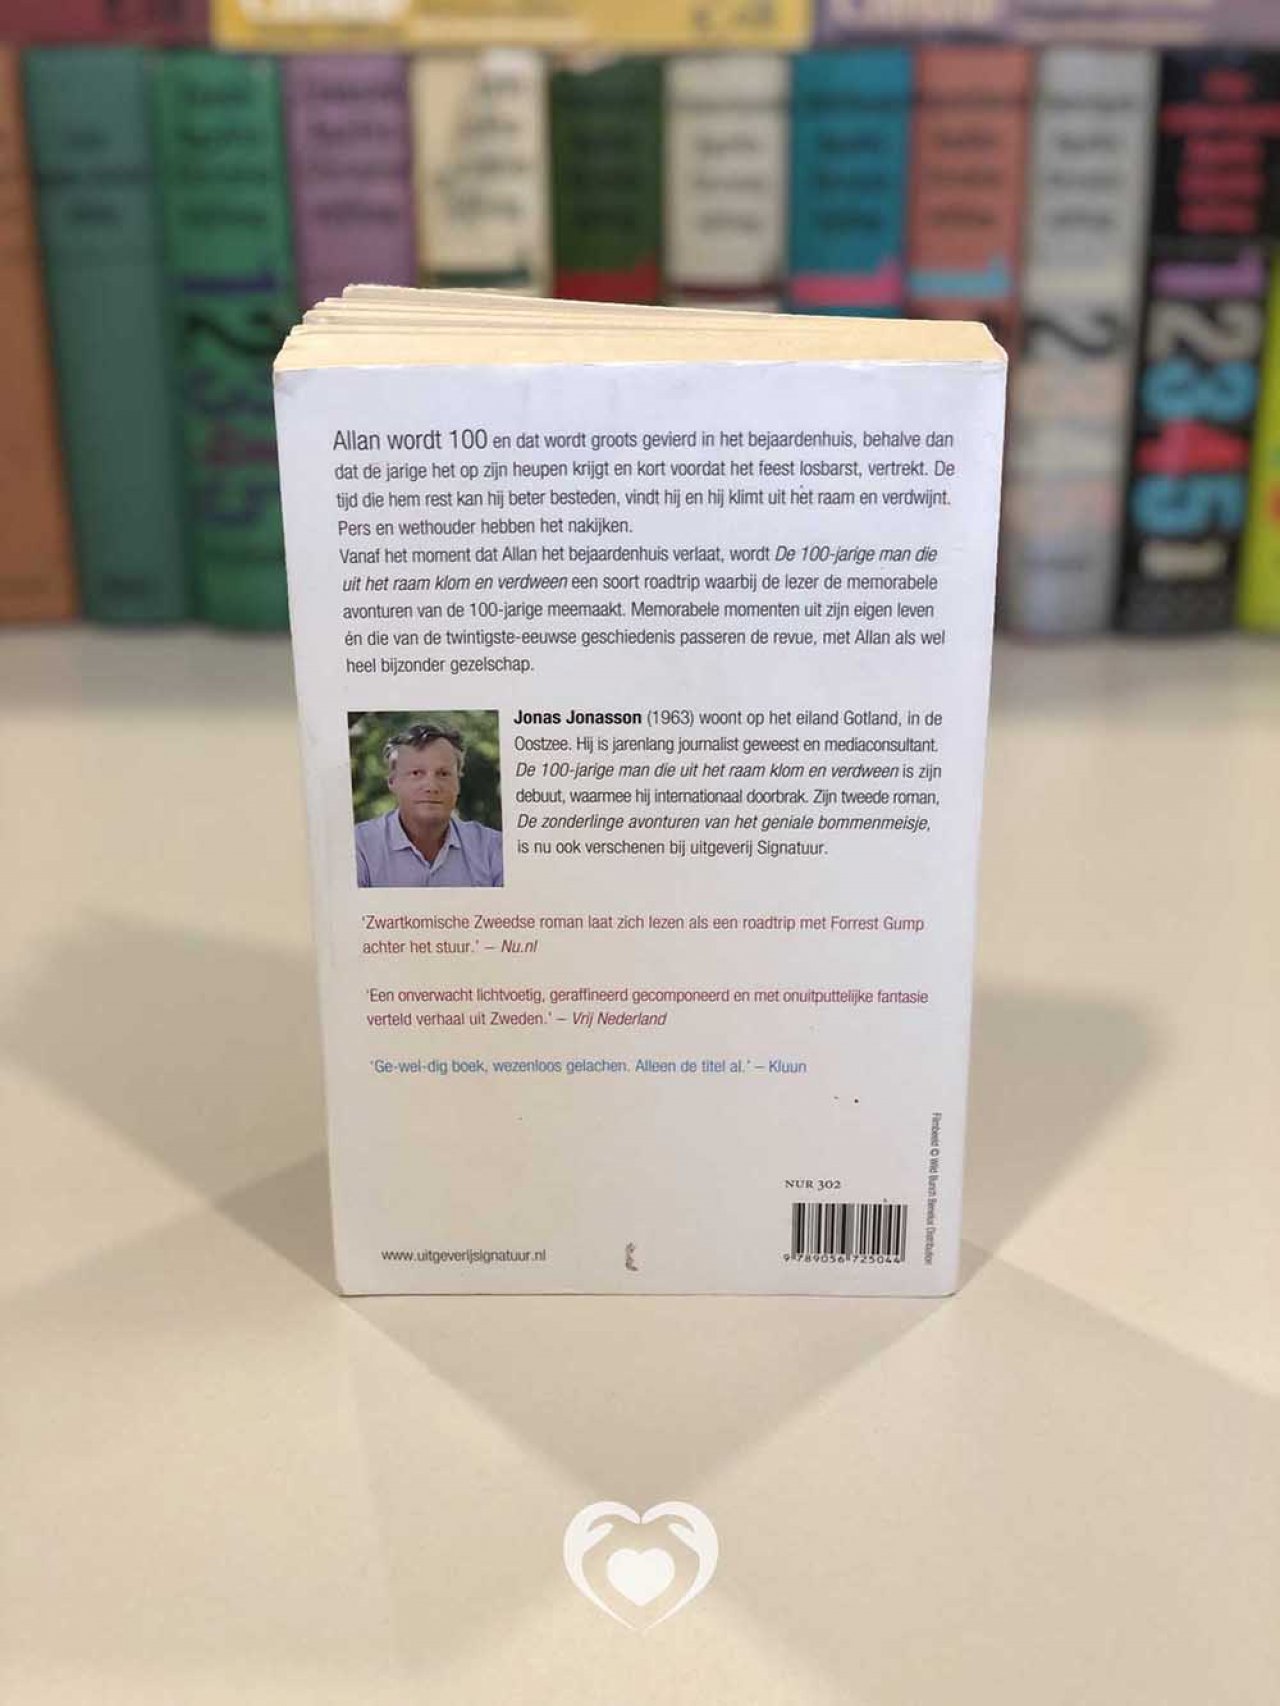 Allan wordt 100 en dat wordt groots gevierd in het bejaardenhuis, behalve dan
dat de jarige het op zijn heupen krijgt en kort voordat het feest losbarst, vertrekt. De
tijd die hem rest kan hij beter besteden, vindt hij en hij klimt uit het raam en verdwijnt.
Pers en wethouder hebben het nakijken.
Vanaf het moment dat Allan het bejaardenhuis verlaat, wordt De 100-jarige man die
uit het raam klom en verdween een soort roadtrip waarbij de lezer de memorabele
avonturen van de 100-jarige meemaakt. Memorabele momenten uit zijn eigen leven
én die van de twintigste-eeuwse geschiedenis passeren de revue, met Allan als wel
heel bijzonder gezelschap.
Jonas Jonasson (1963) woont op het eiland Gotland, in de
Oostzee. Hij is jarenlang journalist geweest en mediaconsultant.
De 100-jarige man die uit het raam klom en verdween is zijn
debuut, waarmee hij internationaal doorbrak. Zijn tweede roman,
De zonderlinge avonturen van het geniale bommenmeisje,
is nu ook verschenen bij uitgeverij Signatuur.
'Zwartkomische Zweedse roman laat zich lezen als een roadtrip met Forrest Gump
achter het stuur.' – Nu.nl
'Een onverwacht lichtvoetig, geraffineerd gecomponeerd en met onuitputtelijke fantasie
verteld verhaal uit Zweden.' – Vrij Nederland
'Ge-wel-dig boek, wezenloos gelachen. Alleen de titel al.' – Kluun
Filmbeeld © Wild Bunch Benelux Distribution
NUR 302
9 789056 725044
www.uitgeverijsignatuur.nl